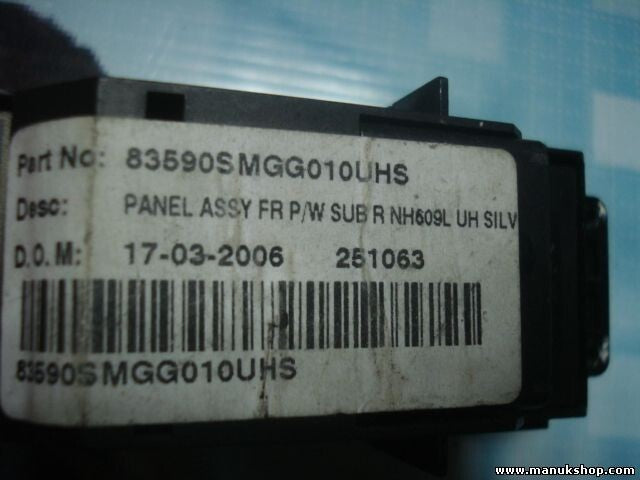 Part No: 83590SMGG010UHS
Desc: PANEL ASSY FR P/W SUB R NH609L UH SILV
D.O.M: 17-03-2006 251063
83590SMGG010UHS
www.manukshop.com